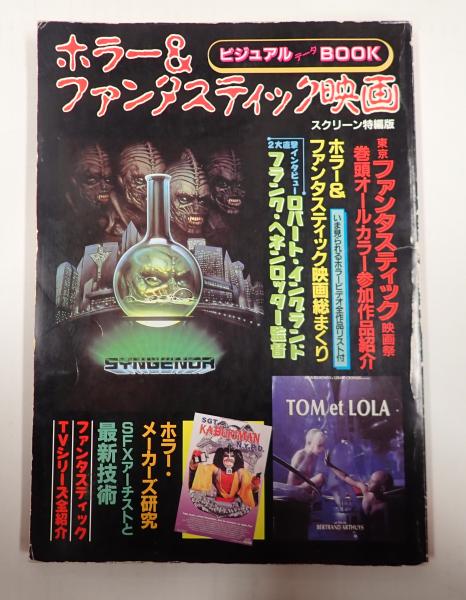 ホラー&
ファンタスティック映画
ビジュアルデータBOOK
スクリーン特編版
東京ファンタスティック映画祭
巻頭オールカラー参加作品紹介
ホラー&
ファンタスティック映画総まくり
いま見られるホラービデオ全作品リスト付
2大直撃インタビュー
ロバート・イングランド
フランク・ヘネンロッター監督
SYNGENOR
TOM et LOLA
BERTRAND ARTHUYS
SGT.
KABUKIMAN
N.Y.P.D.
ホラー・
メーカーズ研究
SFXアーチストと
最新技術
ファンタスティック
TVシリーズ全紹介